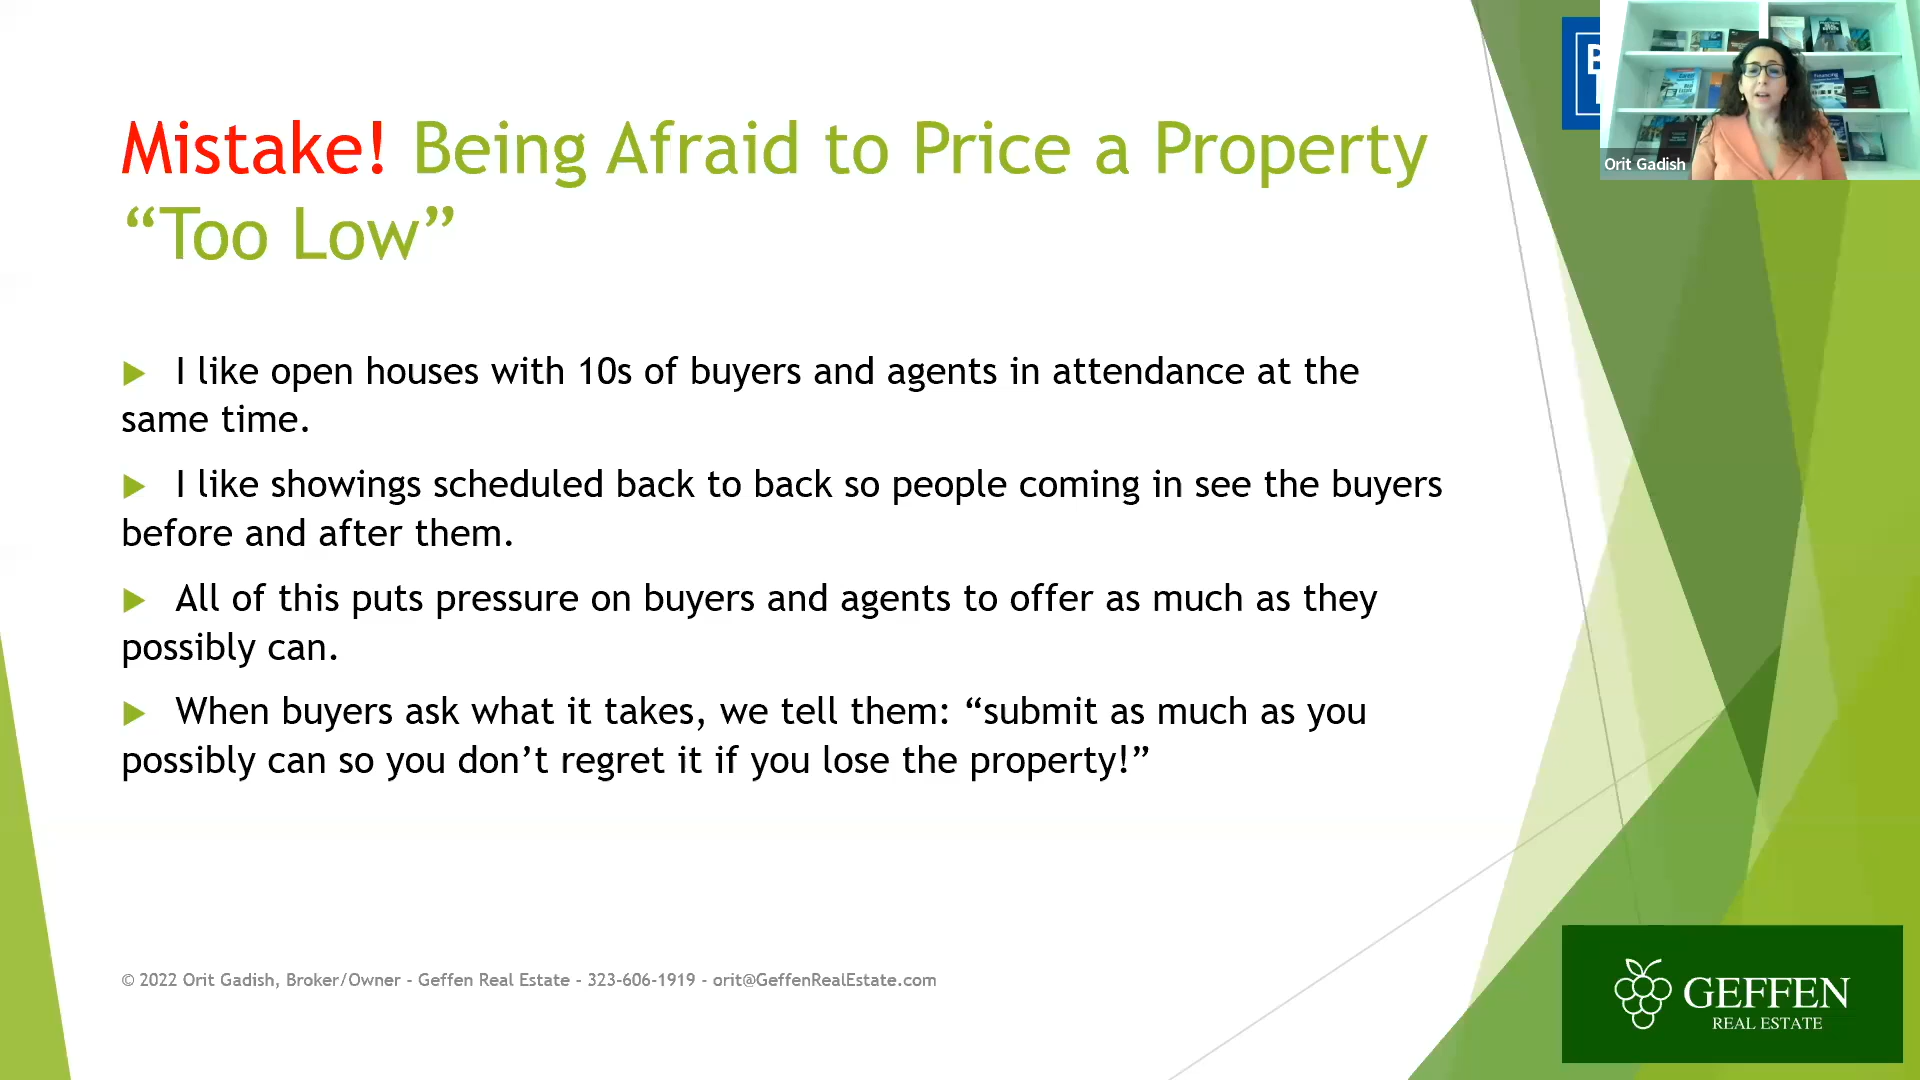 Mistake! Being Afraid to Price a Property
“Too Low”
I like open houses with 10s of buyers and agents in attendance at the
same time.
I like showings scheduled back to back so people coming in see the buyers
before and after them.
All of this puts pressure on buyers and agents to offer as much as they
possibly can.
When buyers ask what it takes, we tell them: “submit as much as you
possibly can so you don’t regret it if you lose the property!”
© 2022 Orit Gadish, Broker/Owner - Geffen Real Estate - 323-606-1919 - orit@GeffenRealEstate.com
Orit Gadish
GEFFEN
REAL ESTATE